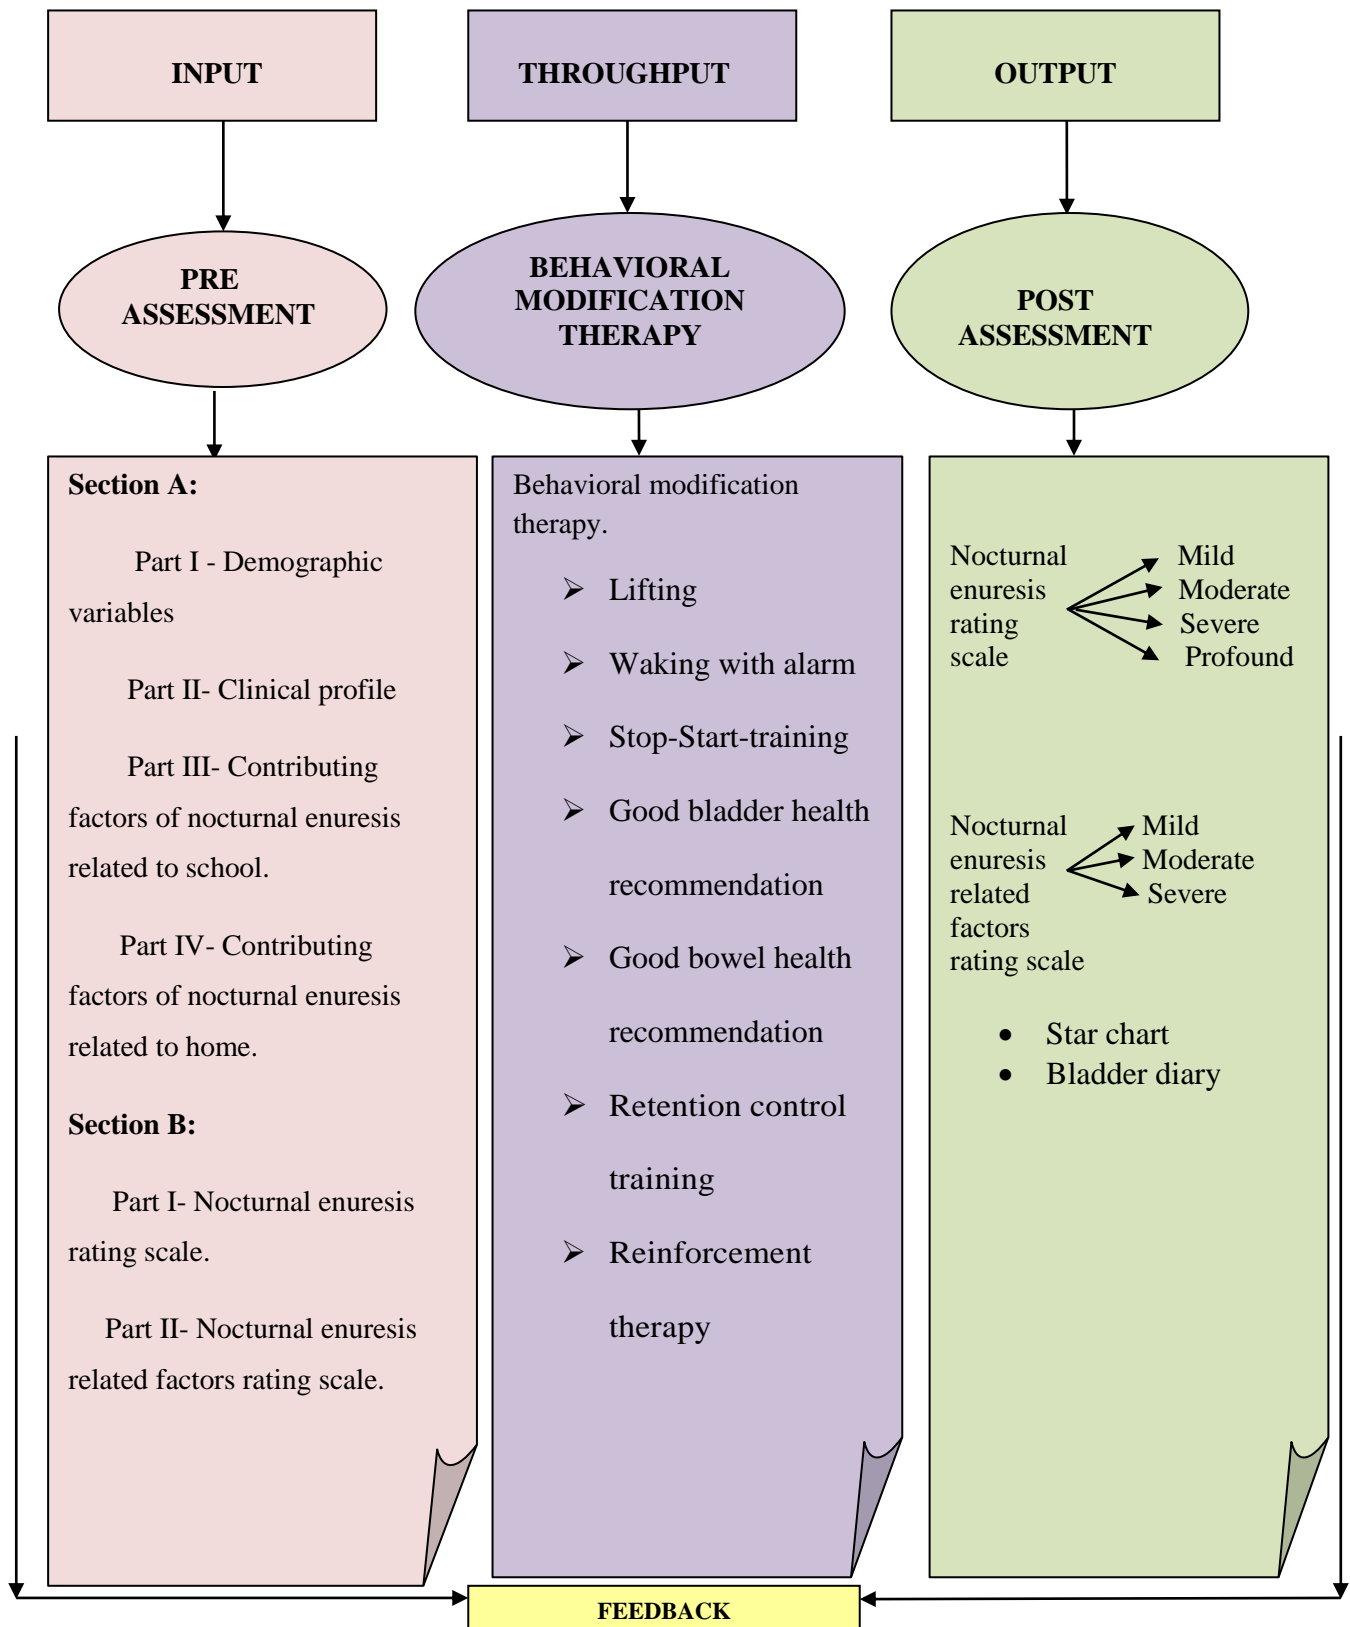 INPUT
THROUGHPUT
OUTPUT
PRE
ASSESSMENT
BEHAVIORAL
MODIFICATION
THERAPY
POST
ASSESSMENT
Section A:
Part I - Demographic
variables
Part II- Clinical profile
Part III- Contributing
factors of nocturnal enuresis
related to school.
Part IV- Contributing
factors of nocturnal enuresis
related to home.
Section B:
Part I- Nocturnal enuresis
rating scale.
Part II- Nocturnal enuresis
related factors rating scale.
Behavioral modification
therapy.
Lifting
Waking with alarm
Stop-Start-training
Good bladder health
recommendation
Good bowel health
recommendation
Retention control
training
Reinforcement
therapy
Nocturnal
enuresis
rating
scale
Mild
Moderate
Severe
Profound
Nocturnal
enuresis
related
factors
rating scale
Mild
Moderate
Severe
Star chart
Bladder diary
FEEDBACK